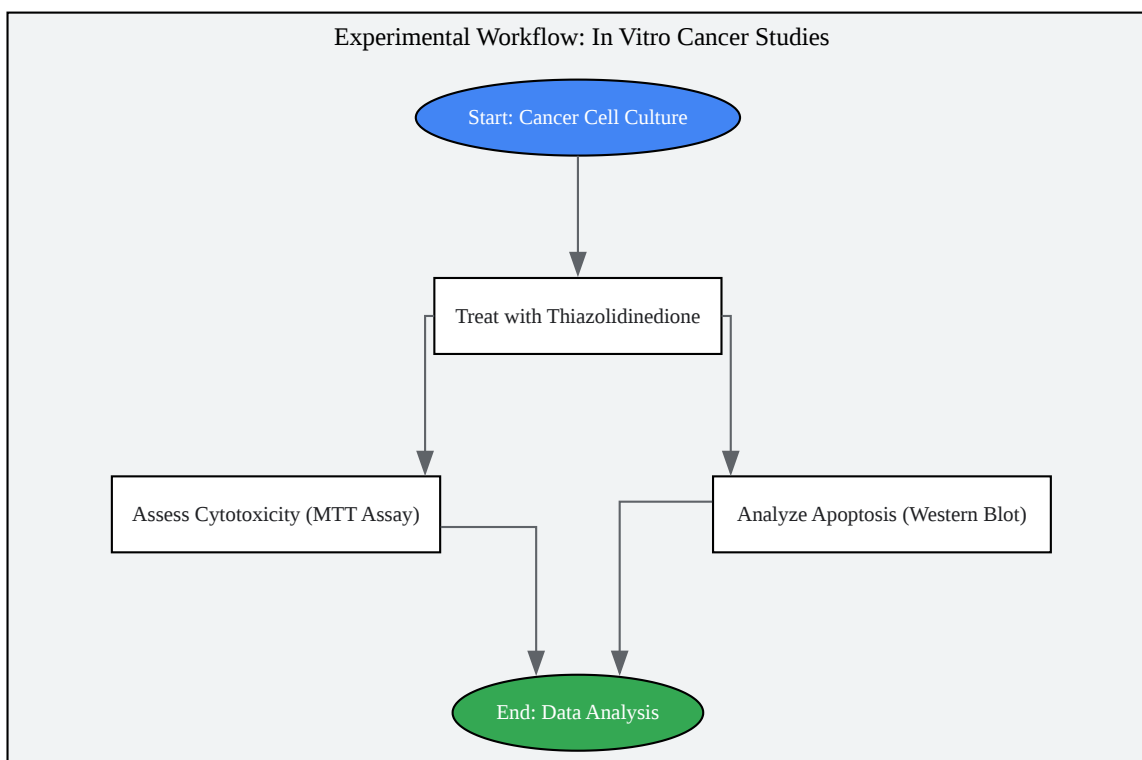 Experimental Workflow: In Vitro Cancer Studies
Start: Cancer Cell Culture
Treat with Thiazolidinedione
Assess Cytotoxicity (MTT Assay)
Analyze Apoptosis (Western Blot)
End: Data Analysis